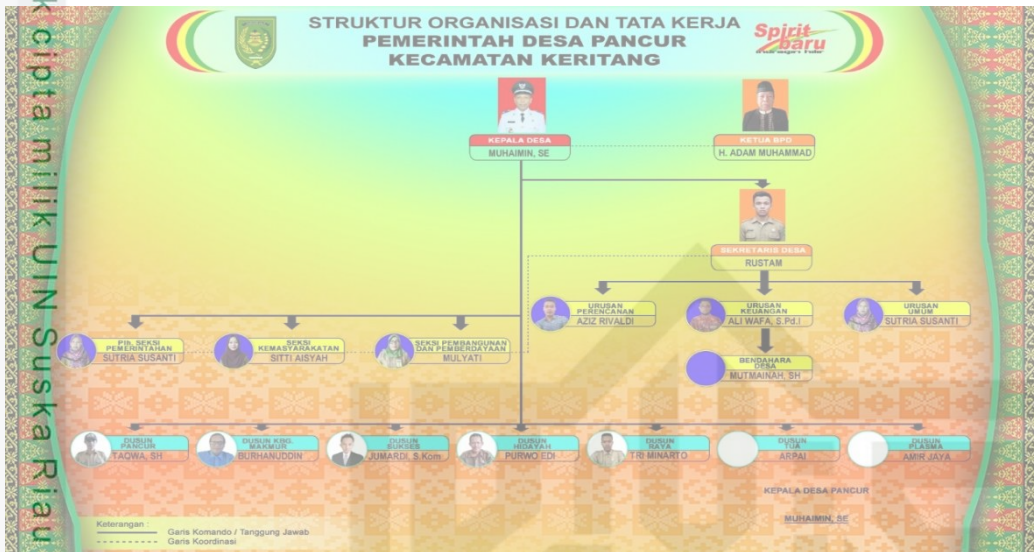 STRUKTUR ORGANISASI DAN TATA KERJA
PEMERINTAH DESA PANCUR
KECAMATAN KERITANG
Spirit
baru
KEPALA DESA
MUHAIMIN, SE
KETUA BPD
H. ADAM MUHAMMAD
SEKRETARIS DESA
RUSTAM
URUSAN
PERENCANAN
AZIZ RIVALDI
URUSAN
KEUANGAN
ALI WAFA, S.Pd.I
URUSAN
UMUM
SUTRIA SUSANTI
Plh. SEKSI
PEMERINTAHAN
SUTRIA SUSANTI
SEKSI
KEMASYARAKATAN
SITTI AISYAH
SEKSI PEMBANGUNAN
DAN PEMBERDAYAAN
MULYATI
BENDAHARA
DESA
MUTMAINAH, SH
DUSUN
PANCUR
TAQWA, SH
DUSUN KBG.
MAKMUR
BURHANUDDIN
DUSUN
SUKSES
JUMARDI, S.Kom
DUSUN
HIDAYAH
PURWO EDI
DUSUN
RAYA
TRI MINARTO
DUSUN
TUA
ARPAI
DUSUN
PLASMA
AMIR JAYA
KEPALA DESA PANCUR
MUHAIMIN, SE
Keterangan :
Garis Komando / Tanggung Jawab
Garis Koordinasi
k cipta milik UIN Suska Riau